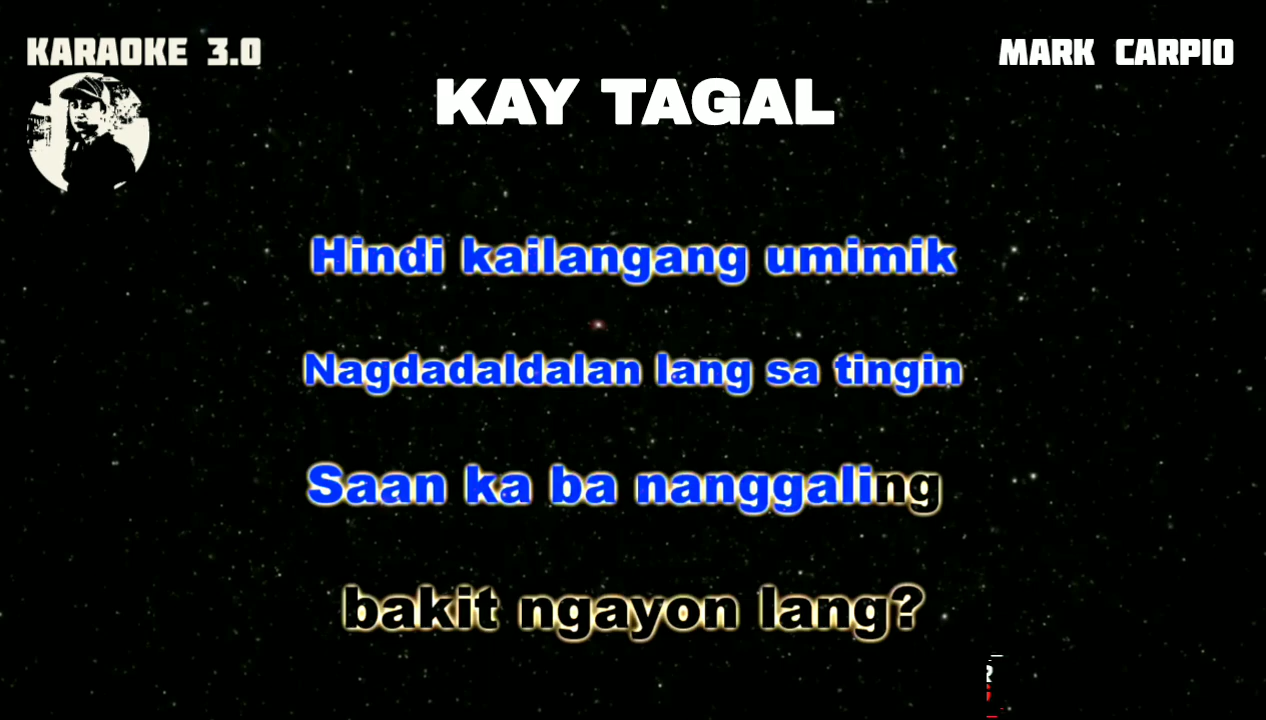 KARAOKE 3.0
MARK CARPIO
KAY TAGAL
Hindi kailangang umimik
Nagdadaldalan lang sa tingin
Saan ka ba nanggaling
bakit ngayon lang?